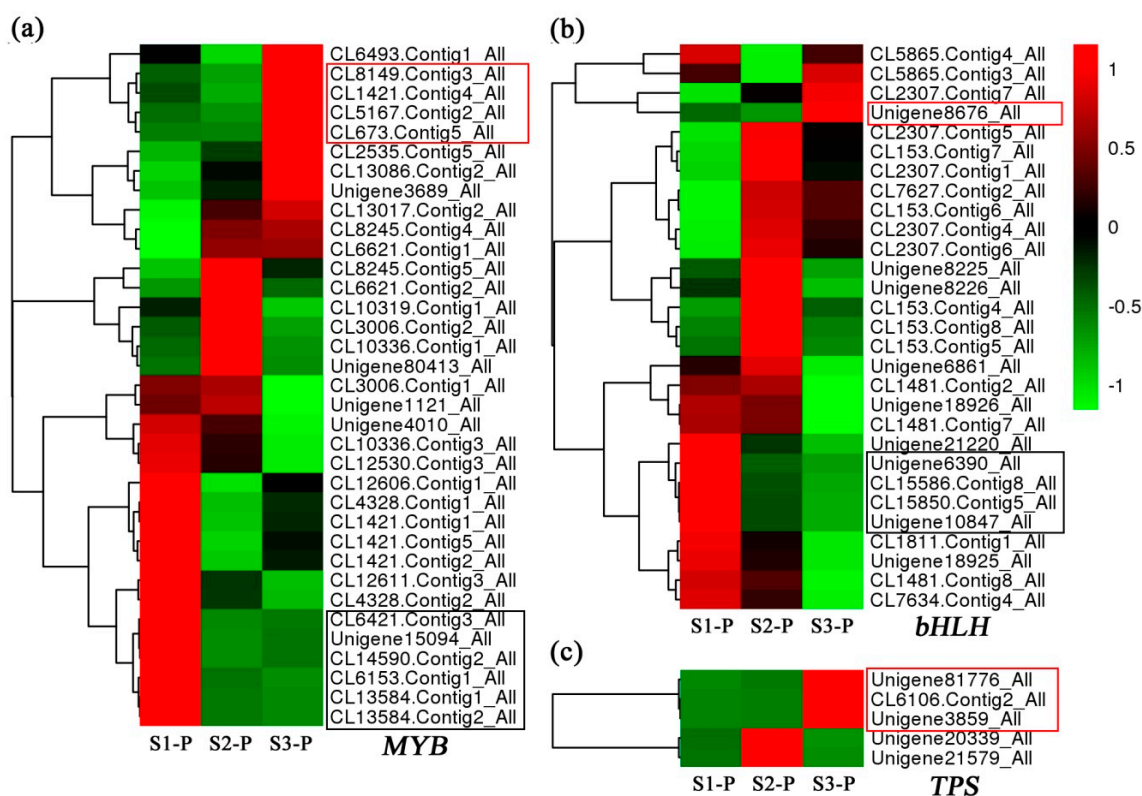 (a)
CL6493.Contig1_All
CL8149.Contig3_All
CL1421.Contig4_All
CL5167.Contig2_All
CL673.Contig5_All
CL2535.Contig5_All
CL13086.Contig2_All
Unigene3689_All
CL13017.Contig2_All
CL8245.Contig4_All
CL6621.Contig1_All
CL8245.Contig5_All
CL6621.Contig2_All
CL10319.Contig1_All
CL3006.Contig2_All
CL10336.Contig1_All
Unigene80413_All
CL3006.Contig1_All
Unigene1121_All
Unigene4010_All
CL10336.Contig3_All
CL12530.Contig3_All
CL12606.Contig1_All
CL4328.Contig1_All
CL1421.Contig1_All
CL1421.Contig5_All
CL1421.Contig2_All
CL12611.Contig3_All
CL4328.Contig2_All
CL6421.Contig3_All
Unigene15094_All
CL14590.Contig2_All
CL6153.Contig1_All
CL13584.Contig1_All
CL13584.Contig2_All
S1-P S2-P S3-P MYB
(b)
CL5865.Contig4_All
CL5865.Contig3_All
CL2307.Contig7_All
Unigene8676_All
CL2307.Contig5_All
CL153.Contig7_All
CL2307.Contig1_All
CL7627.Contig2_All
CL153.Contig6_All
CL2307.Contig4_All
CL2307.Contig6_All
Unigene8225_All
Unigene8226_All
CL153.Contig4_All
CL153.Contig8_All
CL153.Contig5_All
Unigene6861_All
CL1481.Contig2_All
Unigene18926_All
CL1481.Contig7_All
Unigene21220_All
Unigene6390_All
CL15586.Contig8_All
CL15850.Contig5_All
Unigene10847_All
CL1811.Contig1_All
Unigene18925_All
CL1481.Contig8_All
CL7634.Contig4_All
S1-P S2-P S3-P bHLH
1
0.5
0
-0.5
-1
(c)
Unigene81776_All
CL6106.Contig2_All
Unigene3859_All
Unigene20339_All
Unigene21579_All
S1-P S2-P S3-P TPS